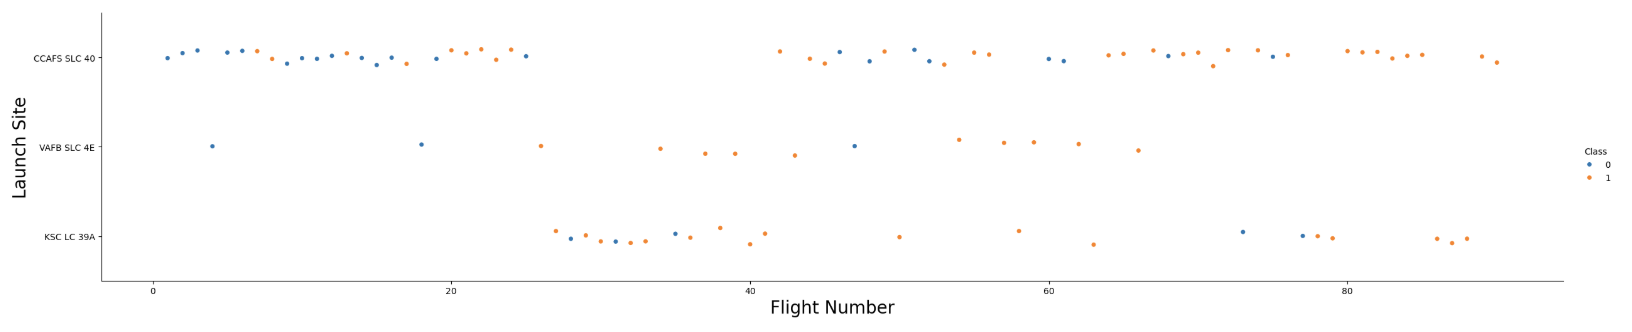 Launch Site
CCAFS SLC 40
VAFB SLC 4E
KSC LC 39A
0 20 40 60 80
Flight Number
Class
0
1